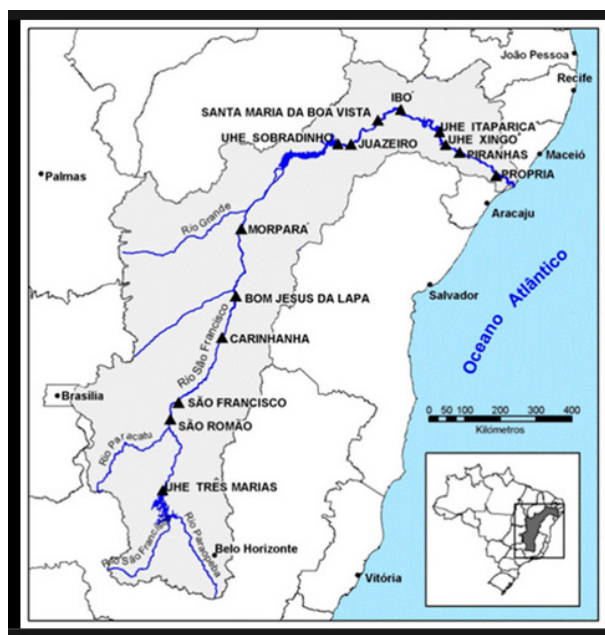 João Pessoa
Recife
IBÓ
SANTA MARIA DA BOA VISTA
UHE ITAPARICA
UHE SOBRADINHO
JUAZEIRO
UHE XINGO
PIRANHAS
Maceió
Palmas
PROPRIA
Aracaju
Rio Grande
MORPARÁ
Salvador
BOM JESUS DA LAPA
Oceano Atlântico
Rio São Francisco
CARINHANHA
Brasília
SÃO FRANCISCO
SÃO ROMÃO
0 50 100 200 300 400
Kilómetros
Rio Paracatu
UHE TRÊS MARIAS
Rio São Francisco
Rio Paraopeba
Belo Horizonte
Vitória